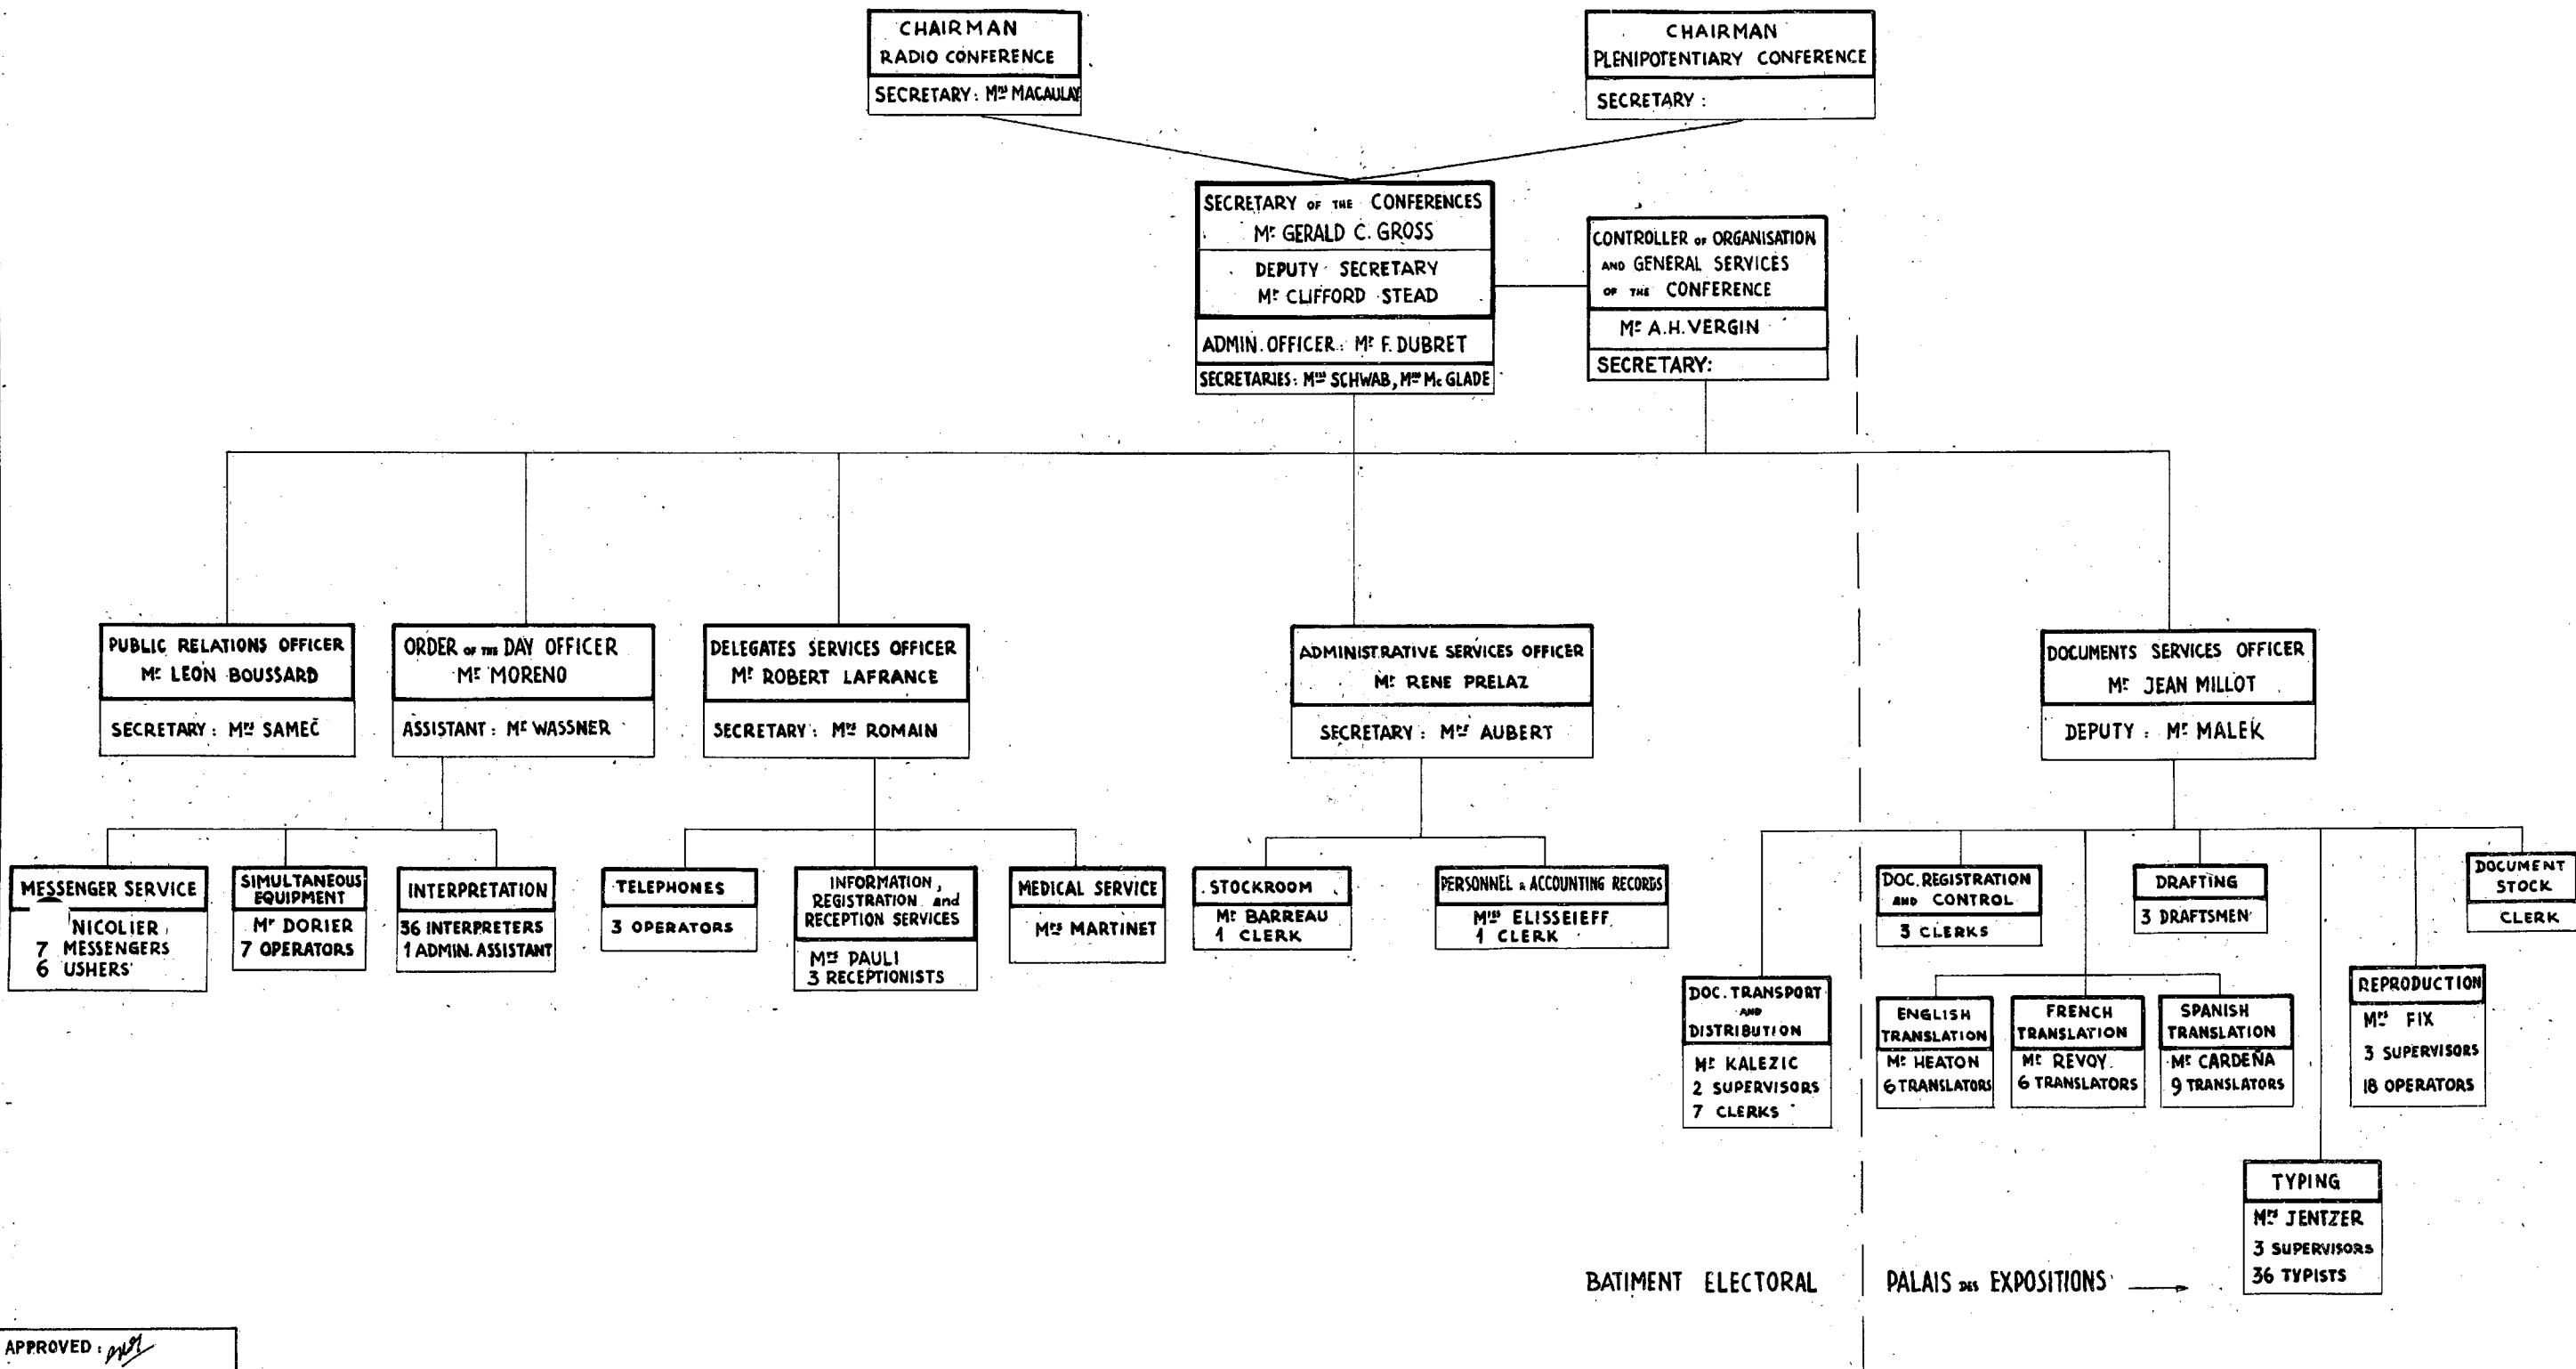 CHAIRMAN
RADIO CONFERENCE
SECRETARY: Mrs MACAULAY
CHAIRMAN
PLENIPOTENTIARY CONFERENCE
SECRETARY:
SECRETARY OF THE CONFERENCES
Mr GERALD C. GROSS
DEPUTY SECRETARY
Mr CLIFFORD STEAD
ADMIN. OFFICER: Mr F. DUBRET
SECRETARIES: SCHWAB, Mc GLADE
CONTROLLER OF ORGANISATION
AND GENERAL SERVICES
OF THE CONFERENCE
Mr A.H. VERGIN
SECRETARY:
PUBLIC RELATIONS OFFICER
Mr LEON BOUSSARD
SECRETARY: Mrs SAMEČ
ORDER OF THE DAY OFFICER
Mr MORENO
ASSISTANT: Mr WASSNER
DELEGATES SERVICES OFFICER
Mr ROBERT LAFRANCE
SECRETARY: Mrs ROMAIN
ADMINISTRATIVE SERVICES OFFICER
Mr RENE PRELAZ
SECRETARY: Mrs AUBERT
DOCUMENTS SERVICES OFFICER
Mr JEAN MILLOT
DEPUTY: Mr MALEK
MESSENGER SERVICE
NICOLIER
7 MESSENGERS
6 USHERS
SIMULTANEOUS
EQUIPMENT
Mr DORIER
7 OPERATORS
INTERPRETATION
36 INTERPRETERS
1 ADMIN. ASSISTANT
TELEPHONES
3 OPERATORS
INFORMATION,
REGISTRATION and
RECEPTION SERVICES
Mrs PAULI
3 RECEPTIONISTS
MEDICAL SERVICE
Mrs MARTINET
STOCKROOM
Mr BARREAU
1 CLERK
PERSONNEL & ACCOUNTING RECORDS
ELISSEIEFF
1 CLERK
DOC. TRANSPORT
AND
DISTRIBUTION
Mr KALEZIC
2 SUPERVISORS
7 CLERKS
DOC. REGISTRATION
AND CONTROL
3 CLERKS
ENGLISH
TRANSLATION
Mr HEATON
6 TRANSLATORS
FRENCH
TRANSLATION
Mr REVOY
6 TRANSLATORS
SPANISH
TRANSLATION
Mr CARDEÑA
9 TRANSLATORS
DRAFTING
3 DRAFTSMEN
TYPING
Mrs JENTZER
3 SUPERVISORS
36 TYPISTS
REPRODUCTION
Mrs FIX
3 SUPERVISORS
18 OPERATORS
DOCUMENT
STOCK
CLERK
BATIMENT ELECTORAL
PALAIS DES EXPOSITIONS
APPROVED: